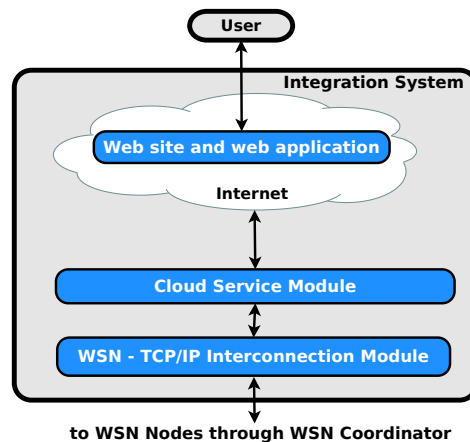 User
Integration System
Web site and web application
Internet
Cloud Service Module
WSN - TCP/IP Interconnection Module
to WSN Nodes through WSN Coordinator